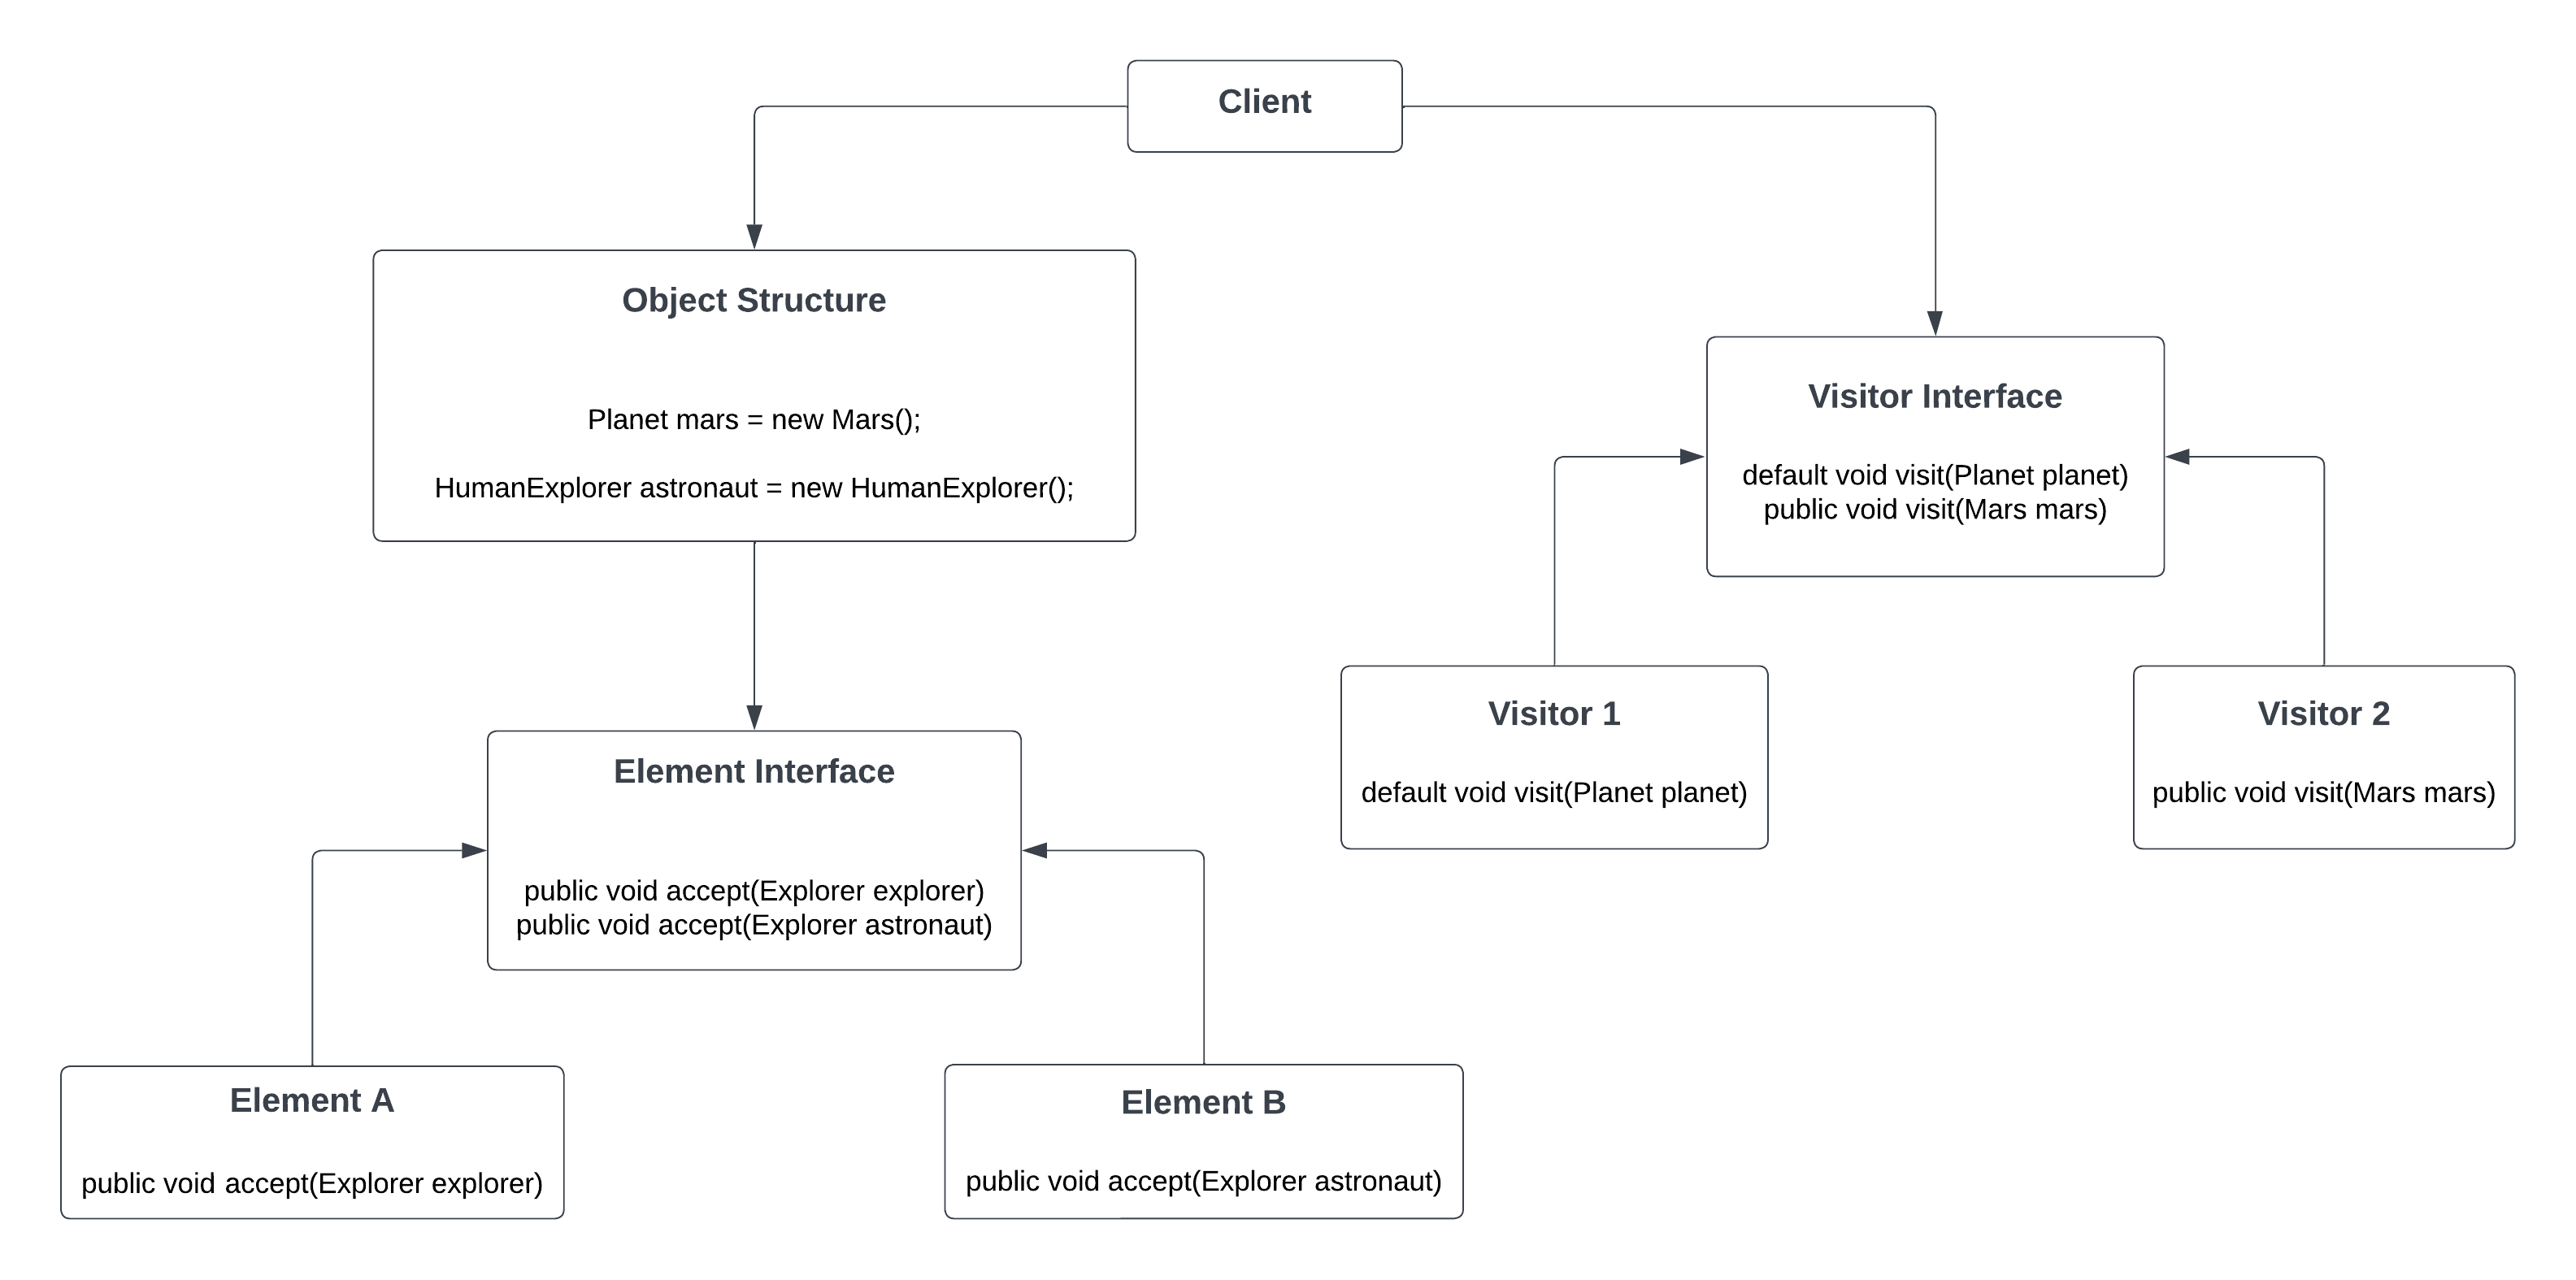 Client
Object Structure
Planet mars = new Mars();
HumanExplorer astronaut = new HumanExplorer();
Visitor Interface
default void visit(Planet planet)
public void visit(Mars mars)
Visitor 1
default void visit(Planet planet)
Visitor 2
public void visit(Mars mars)
Element Interface
public void accept(Explorer explorer)
public void accept(Explorer astronaut)
Element A
public void accept(Explorer explorer)
Element B
public void accept(Explorer astronaut)